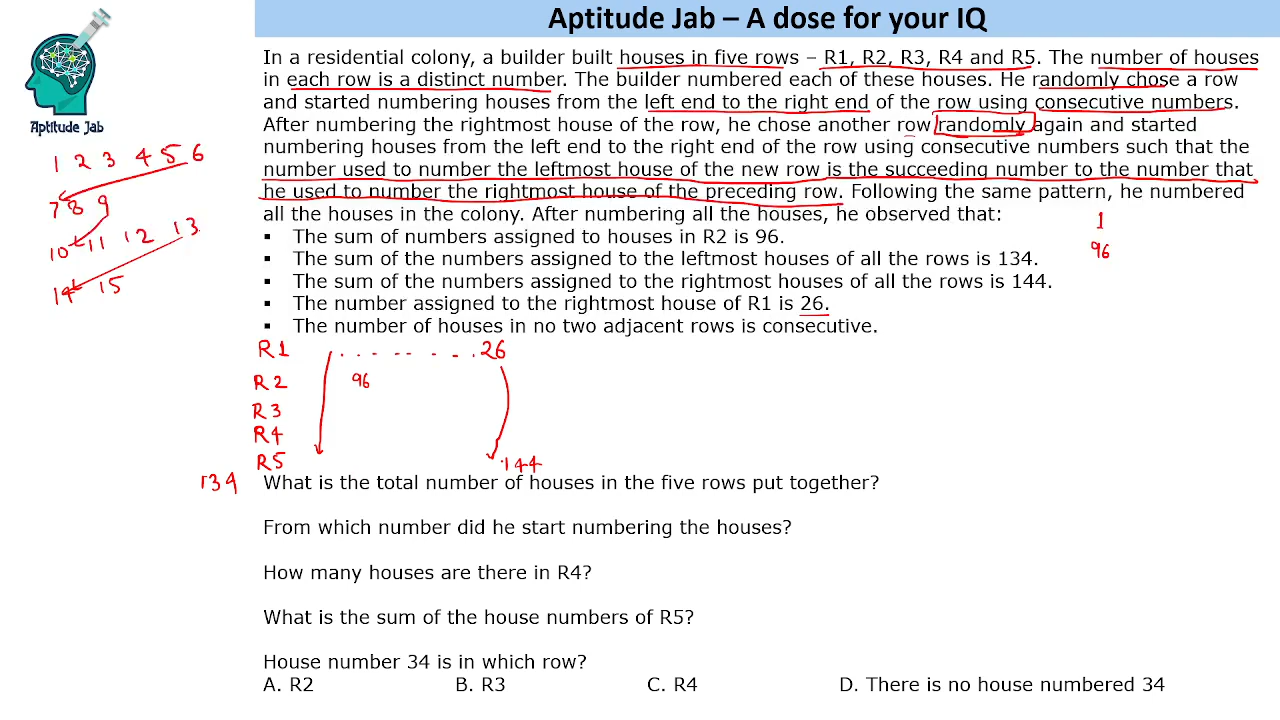 Aptitude Jab – A dose for your IQ
Aptitude Jab
In a residential colony, a builder built houses in five rows – R1, R2, R3, R4 and R5. The number of houses
in each row is a distinct number. The builder numbered each of these houses. He randomly chose a row
and started numbering houses from the left end to the right end of the row using consecutive numbers.
After numbering the rightmost house of the row, he chose another row randomly again and started
numbering houses from the left end to the right end of the row using consecutive numbers such that the
number used to number the leftmost house of the new row is the succeeding number to the number that
he used to number the rightmost house of the preceding row. Following the same pattern, he numbered
all the houses in the colony. After numbering all the houses, he observed that:
▪ The sum of numbers assigned to houses in R2 is 96.
▪ The sum of the numbers assigned to the leftmost houses of all the rows is 134.
▪ The sum of the numbers assigned to the rightmost houses of all the rows is 144.
▪ The number assigned to the rightmost house of R1 is 26.
▪ The number of houses in no two adjacent rows is consecutive.
1 2 3 4 5 6
7 8 9
10 11 12 13
14 15
1
96
R1 26
R2 96
R3
R4
R5 144
134
What is the total number of houses in the five rows put together?
From which number did he start numbering the houses?
How many houses are there in R4?
What is the sum of the house numbers of R5?
House number 34 is in which row?
A. R2 B. R3 C. R4 D. There is no house numbered 34